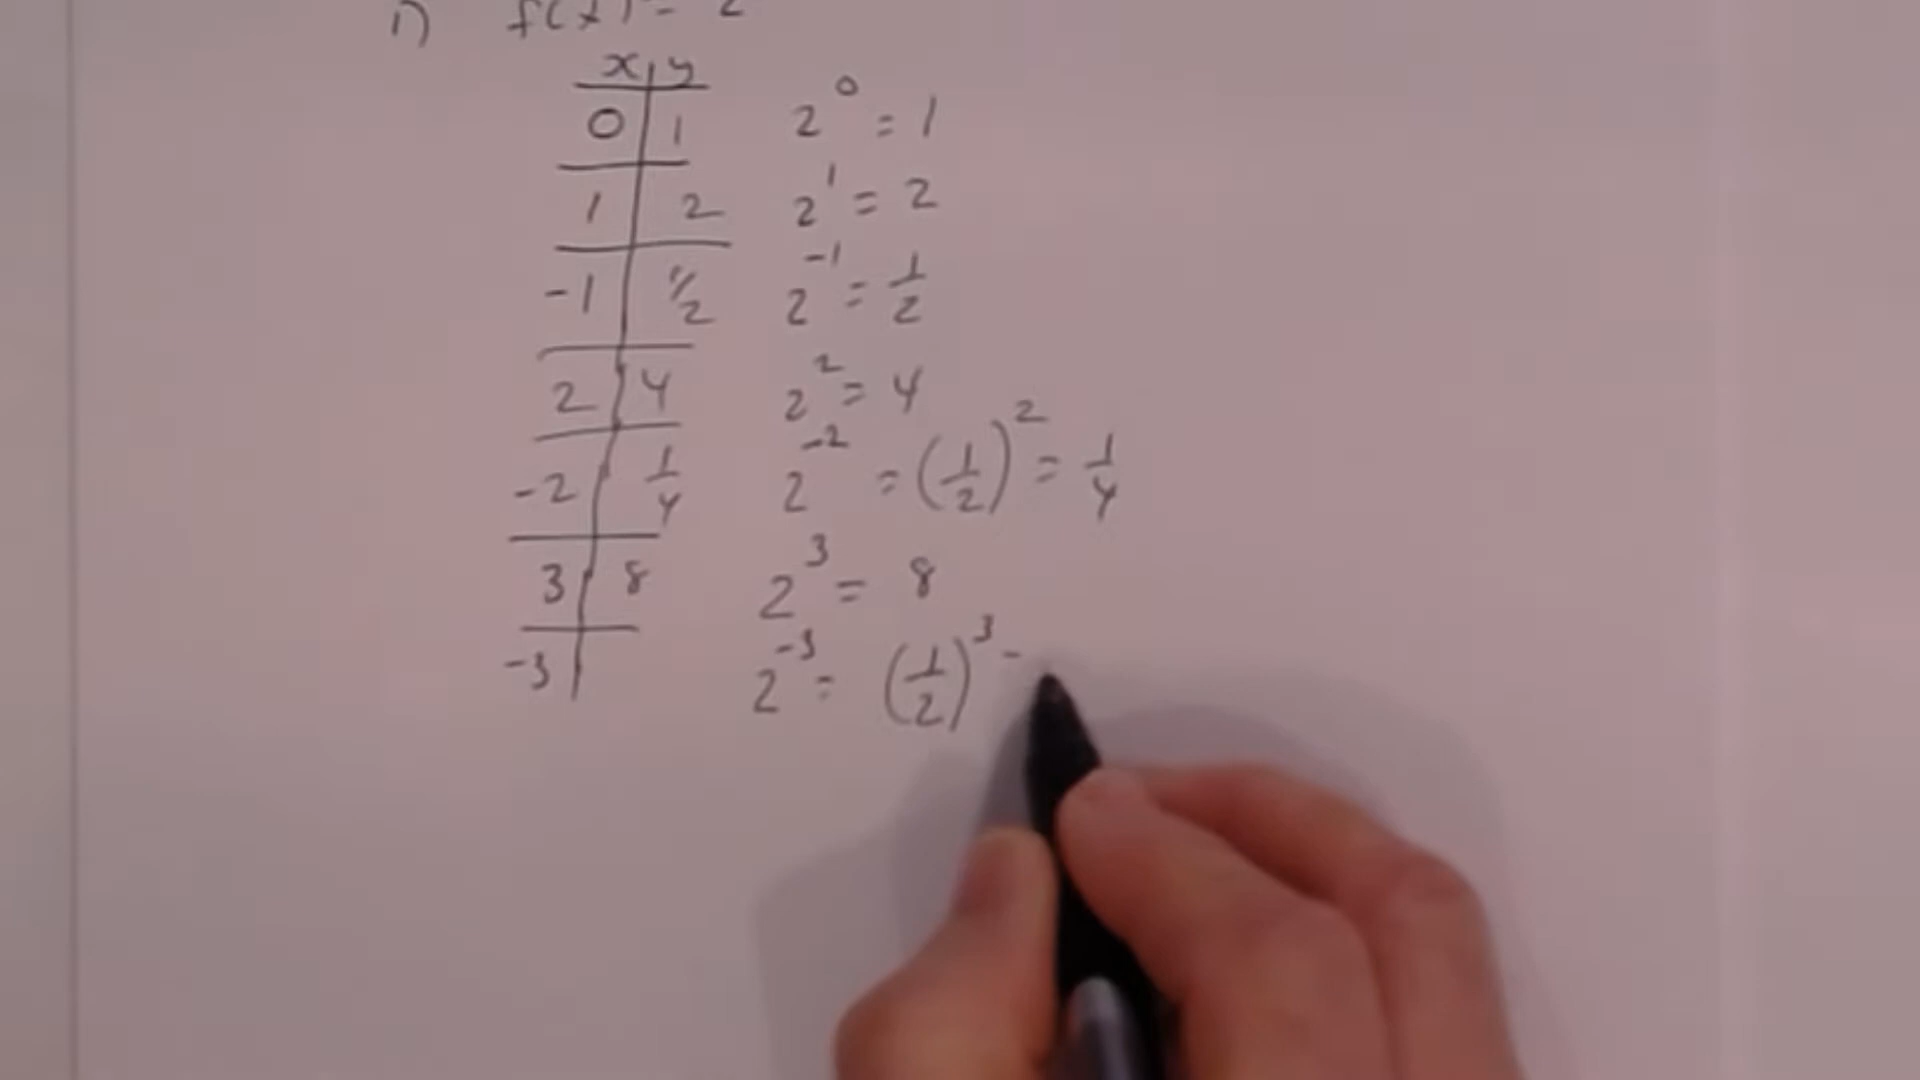 1) f(x) = 2
x y
0 1 2^0 = 1
1 2 2^1 = 2
-1 1/2 2^-1 = 1/2
2 4 2^2 = 4
-2 1/4 2^-2 = (1/2)^2 = 1/4
3 8 2^3 = 8
-3 2^-3 = (1/2)^3 -